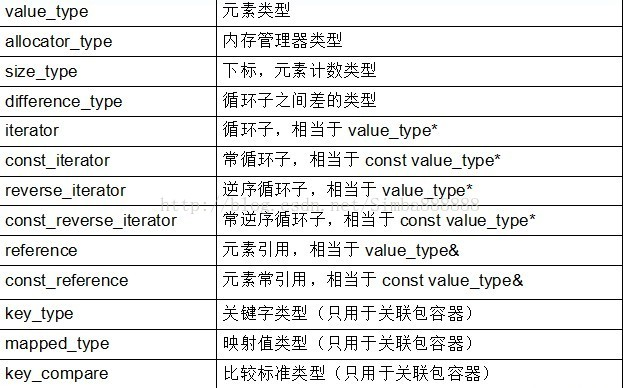 value_type 元素类型
allocator_type 内存管理器类型
size_type 下标，元素计数类型
difference_type 循环子之间差的类型
iterator 循环子，相当于 value_type*
const_iterator 常循环子，相当于 const value_type*
reverse_iterator 逆序循环子，相当于 value_type*
const_reverse_iterator 常逆序循环子，相当于 const value_type*
reference 元素引用，相当于 value_type&
const_reference 元素常引用，相当于 const value_type&
key_type 关键字类型（只用于关联包容器）
mapped_type 映射值类型（只用于关联包容器）
key_compare 比较标准类型（只用于关联包容器）